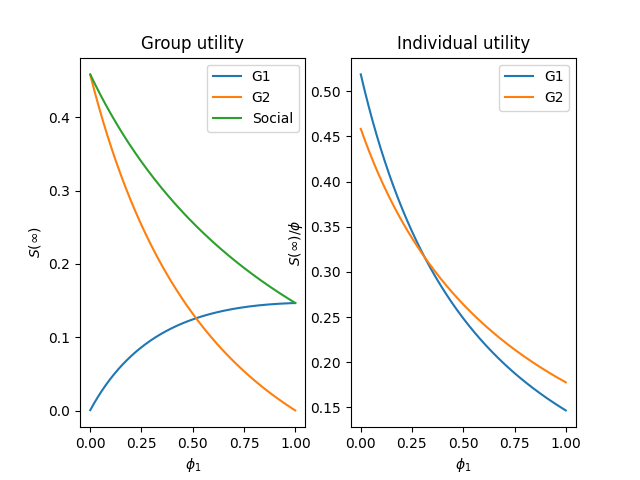 Group utility
G1
G2
Social
S(∞)
0.4
0.3
0.2
0.1
0.0
0.00 0.25 0.50 0.75 1.00
ϕ₁
Individual utility
G1
G2
S(∞)/ϕ
0.50
0.45
0.40
0.35
0.30
0.25
0.20
0.15
0.00 0.25 0.50 0.75 1.00
ϕ₁